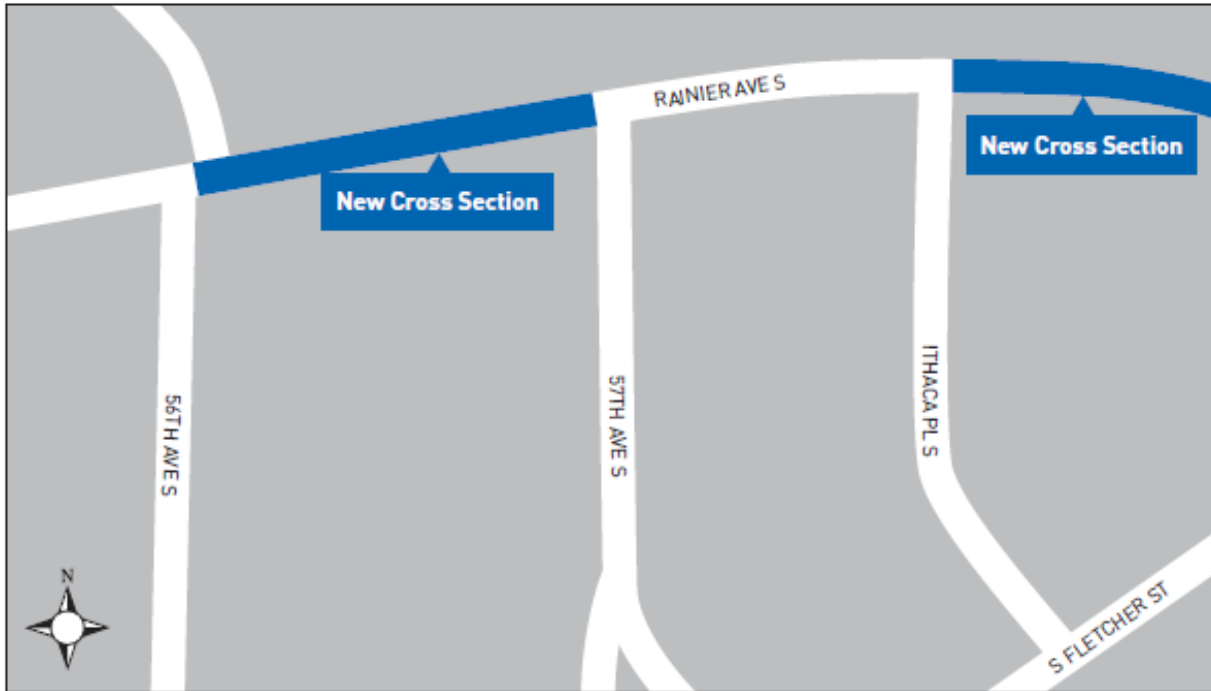 RAINIER AVE S
New Cross Section
New Cross Section
56TH AVE S
57TH AVE S
ITHACA PL S
N
S FLETCHER ST